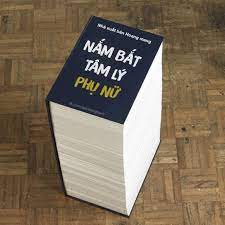 Nhà xuất bản Hoang mang
NẮM BẮT
TÂM LÝ
PHỤ NỮ